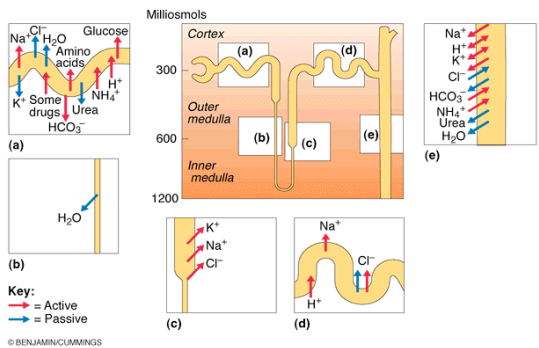 Na⁺
Cl⁻
H₂O
Amino
acids
Glucose
K⁺
Some
drugs
HCO₃⁻
Urea
NH₄⁺
H⁺
(a)
Milliosmols
Cortex
300
Outer
medulla
600
Inner
medulla
1200
(a)
(d)
(b)
(c)
(e)
Na⁺
H⁺
K⁺
Cl⁻
HCO₃⁻
NH₄⁺
Urea
H₂O
(e)
H₂O
(b)
K⁺
Na⁺
Cl⁻
(c)
Na⁺
Cl⁻
H⁺
(d)
Key:
= Active
= Passive
© BENJAMIN/CUMMINGS